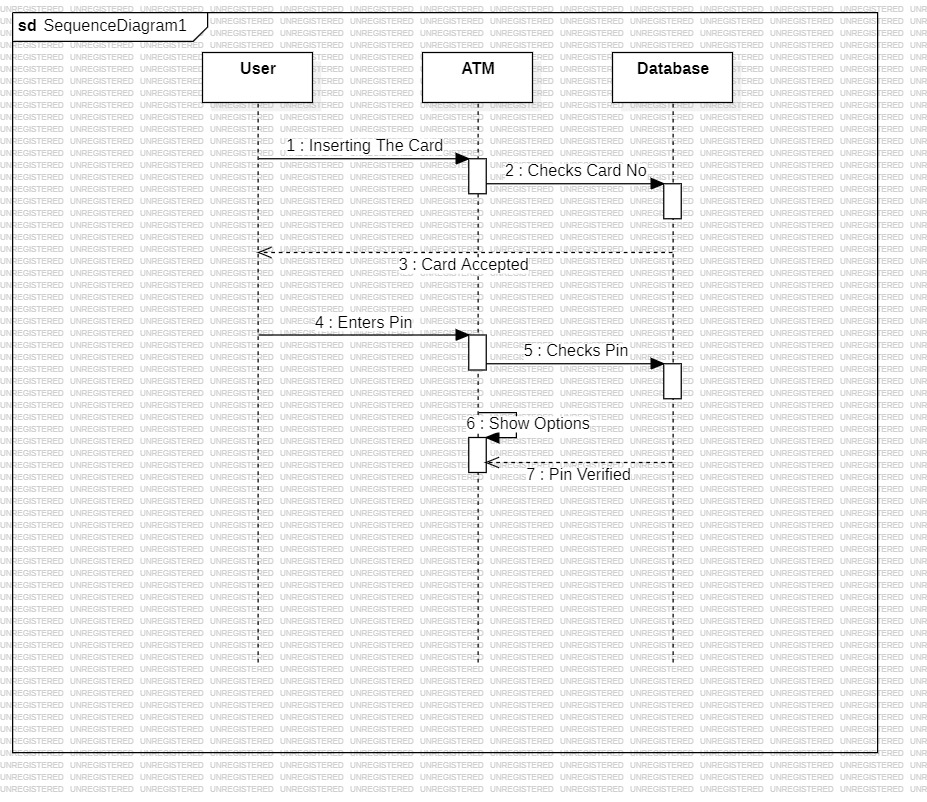 sd SequenceDiagram1
User
ATM
Database
1 : Inserting The Card
2 : Checks Card No
3 : Card Accepted
4 : Enters Pin
5 : Checks Pin
6 : Show Options
7 : Pin Verified
UNREGISTERED